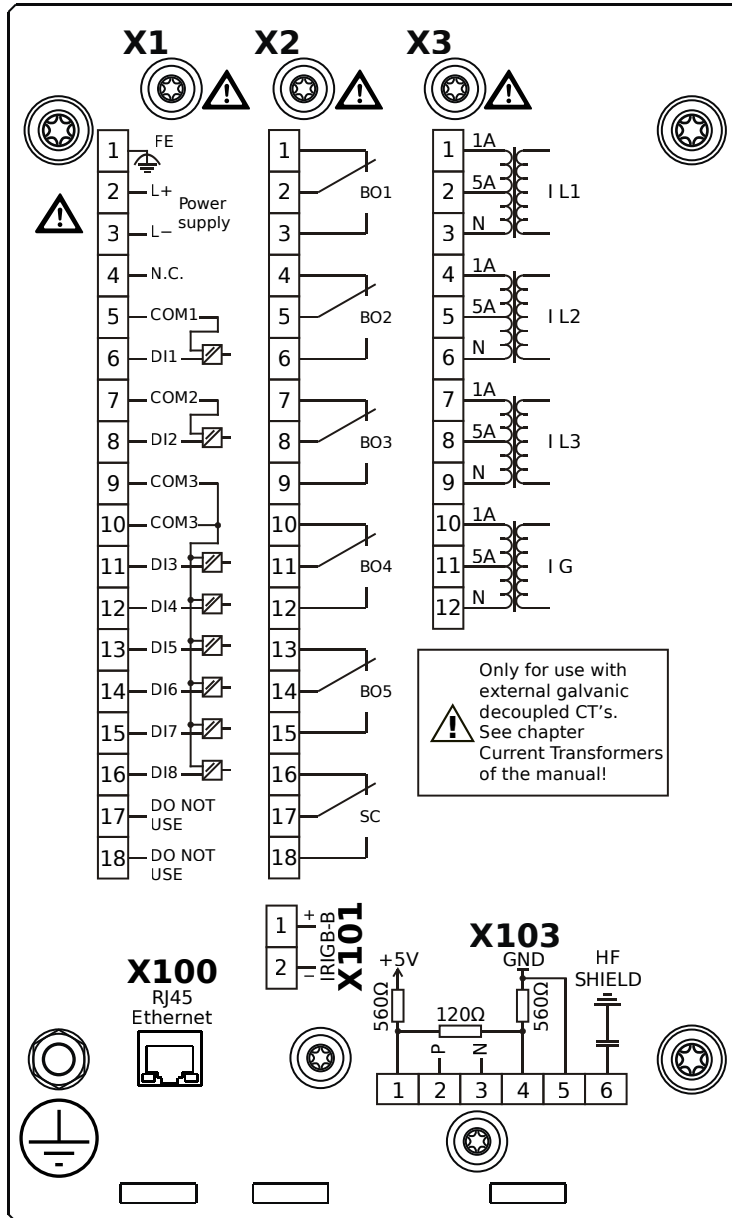 X1
X2
X3
1 FE
2 L+
3 L−
Power
supply
4 N.C.
5 COM1
6 DI1
7 COM2
8 DI2
9 COM3
10 COM3
11 DI3
12 DI4
13 DI5
14 DI6
15 DI7
16 DI8
17 DO NOT
USE
18 DO NOT
USE
1
2 BO1
3
4
5 BO2
6
7
8 BO3
9
10
11 BO4
12
13
14 BO5
15
16
17 SC
18
1 1A
2 5A I L1
3 N
4 1A
5 5A I L2
6 N
7 1A
8 5A I L3
9 N
10 1A
11 5A I G
12 N
!
!
!
!
!
Only for use with
external galvanic
decoupled CT's.
See chapter
Current Transformers
of the manual!
1 +
2 −
IRIGB-B
X101
X100
RJ45
Ethernet
X103
+5V
GND
HF
SHIELD
560Ω
120Ω
560Ω
P
N
1 2 3 4 5 6